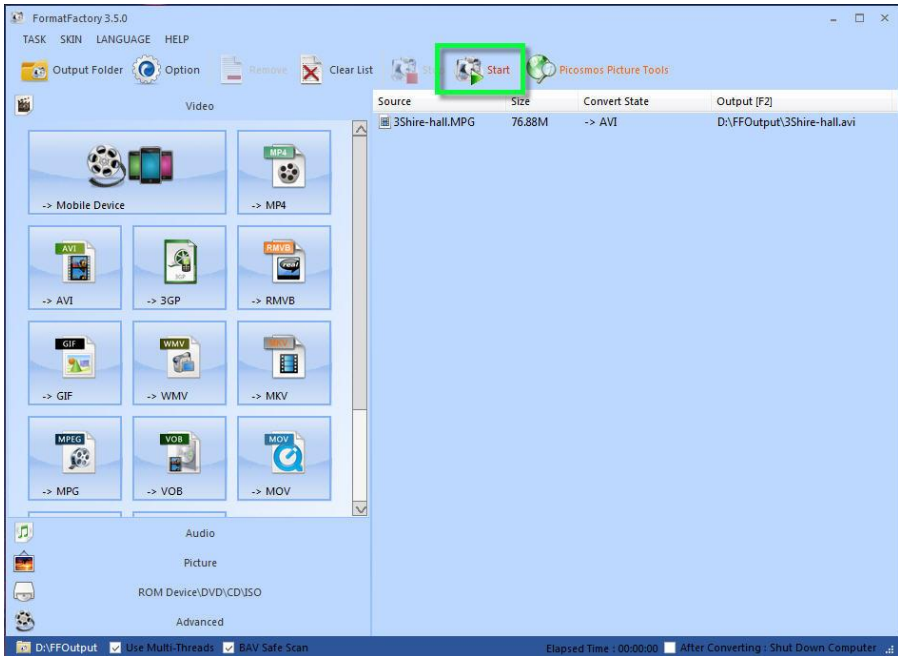 FormatFactory 3.5.0
TASK SKIN LANGUAGE HELP
Output Folder Option Remove Clear List Stop Start Picosmos Picture Tools
Video
Source Size Convert State Output [F2]
3Shire-hall.MPG 76.88M -> AVI D:\FFOutput\3Shire-hall.avi
MP4
-> Mobile Device -> MP4
AVI 3GP RMVB
real
-> AVI -> 3GP -> RMVB
GIF WMV MKV
-> GIF -> WMV -> MKV
MPEG VOB MOV
-> MPG -> VOB -> MOV
Audio
Picture
ROM Device\DVD\CD\ISO
Advanced
D:\FFOutput Use Multi-Threads BAV Safe Scan Elapsed Time : 00:00:00 After Converting : Shut Down Computer